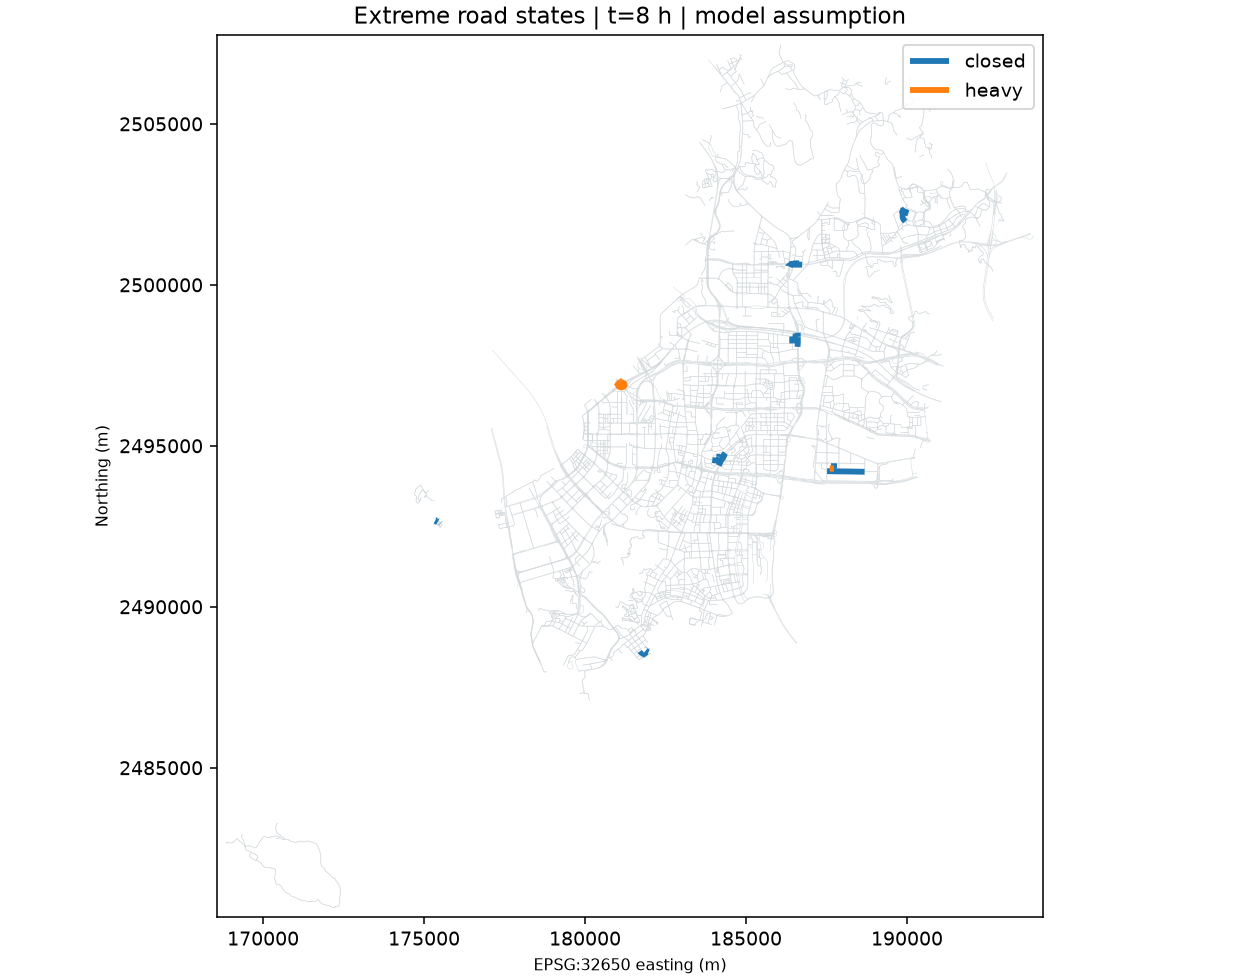 Extreme road states | t=8 h | model assumption
closed
heavy
2505000
2500000
2495000
2490000
2485000
Northing (m)
170000
175000
180000
185000
190000
EPSG:32650 easting (m)